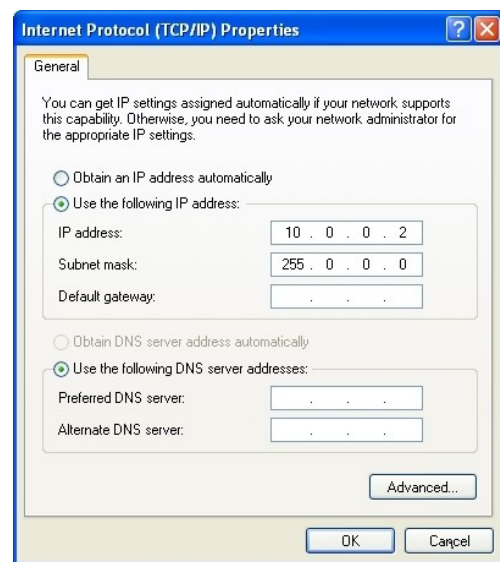 Internet Protocol (TCP/IP) Properties
General
You can get IP settings assigned automatically if your network supports
this capability. Otherwise, you need to ask your network administrator for
the appropriate IP settings.
Obtain an IP address automatically
Use the following IP address:
IP address: 10 . 0 . 0 . 2
Subnet mask: 255 . 0 . 0 . 0
Default gateway: . . .
Obtain DNS server address automatically
Use the following DNS server addresses:
Preferred DNS server: . . .
Alternate DNS server: . . .
Advanced...
OK Cancel